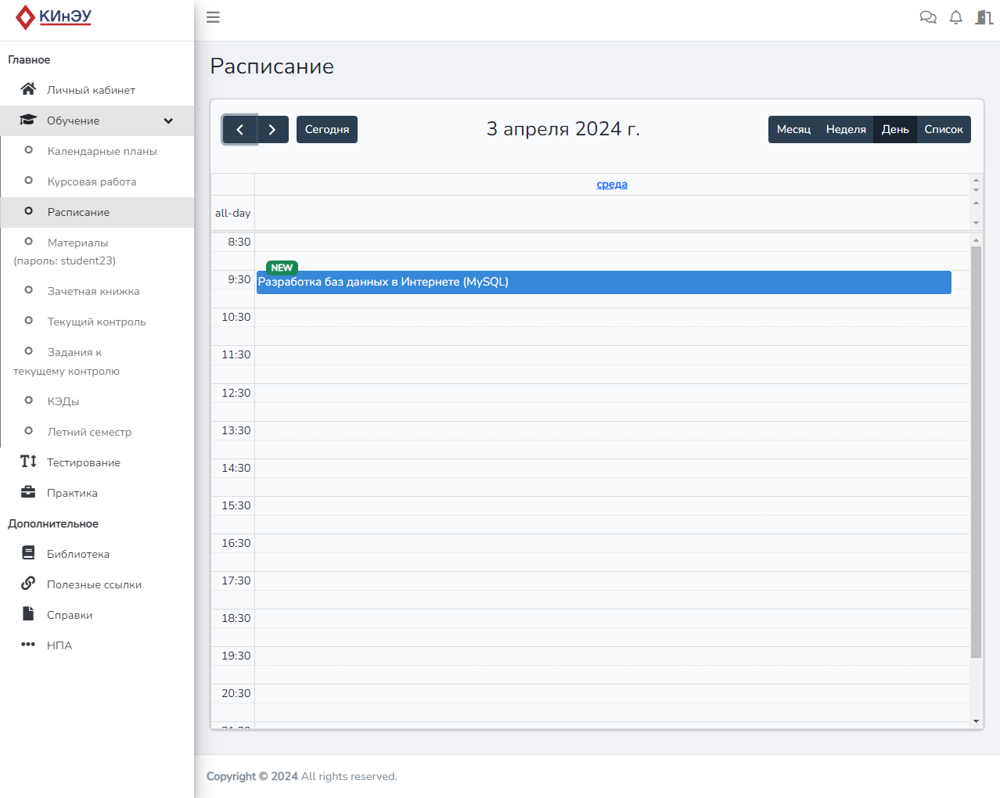 КИнЭУ
Главное
Личный кабинет
Обучение
Календарные планы
Курсовая работа
Расписание
Материалы
(пароль: student23)
Зачетная книжка
Текущий контроль
Задания к
текущему контролю
КЭДы
Летний семестр
Тестирование
Практика
Дополнительное
Библиотека
Полезные ссылки
Справки
НПА
Расписание
Сегодня
3 апреля 2024 г.
Месяц Неделя День Список
среда
all-day
8:30
NEW
9:30
Разработка баз данных в Интернете (MySQL)
10:30
11:30
12:30
13:30
14:30
15:30
16:30
17:30
18:30
19:30
20:30
Copyright © 2024 All rights reserved.